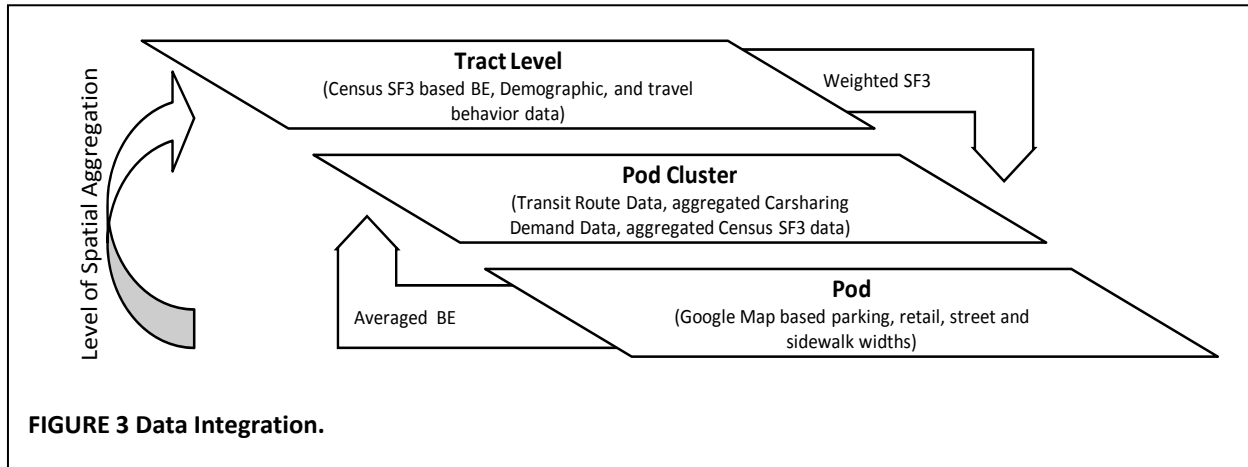 Level of Spatial Aggregation
Tract Level
(Census SF3 based BE, Demographic, and travel
behavior data)
Weighted SF3
Pod Cluster
(Transit Route Data, aggregated Carsharing
Demand Data, aggregated Census SF3 data)
Averaged BE
Pod
(Google Map based parking, retail, street and
sidewalk widths)
FIGURE 3 Data Integration.